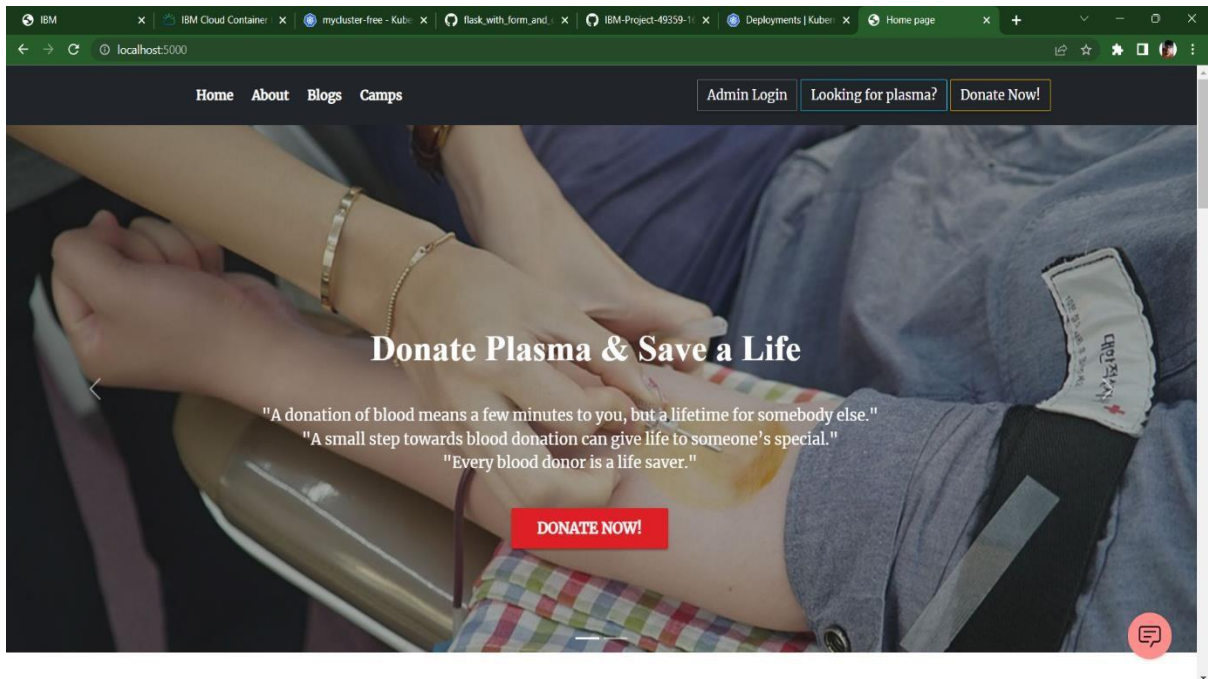 IBM
IBM Cloud Container
mycluster-free - Kube
flask_with_form_and_
IBM-Project-49359-16
Deployments | Kubern
Home page
localhost:5000
Home About Blogs Camps
Admin Login Looking for plasma? Donate Now!
Donate Plasma & Save a Life
"A donation of blood means a few minutes to you, but a lifetime for somebody else."
"A small step towards blood donation can give life to someone’s special."
"Every blood donor is a life saver."
DONATE NOW!